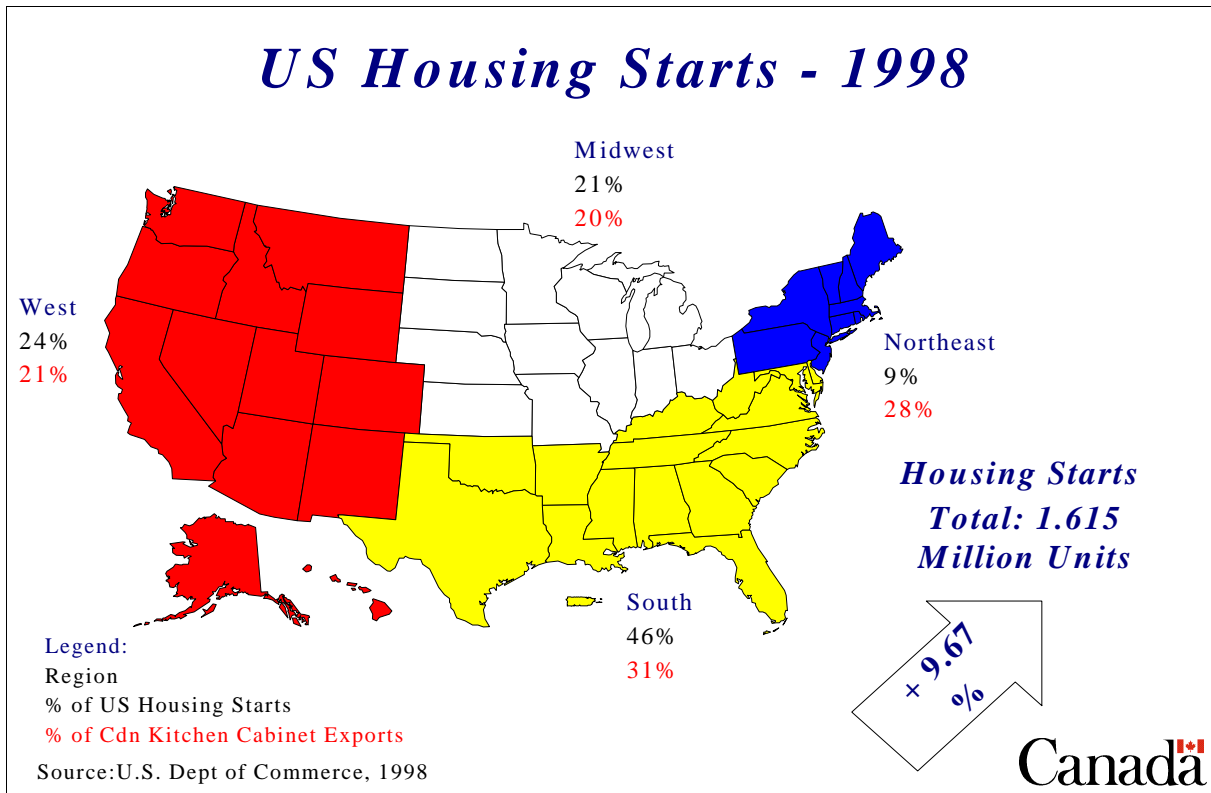 US Housing Starts - 1998
Midwest
21%
20%
West
24%
21%
Northeast
9%
28%
Housing Starts
Total: 1.615
Million Units
South
46%
31%
+ 9.67
%
Legend:
Region
% of US Housing Starts
% of Cdn Kitchen Cabinet Exports
Source:U.S. Dept of Commerce, 1998
Canada